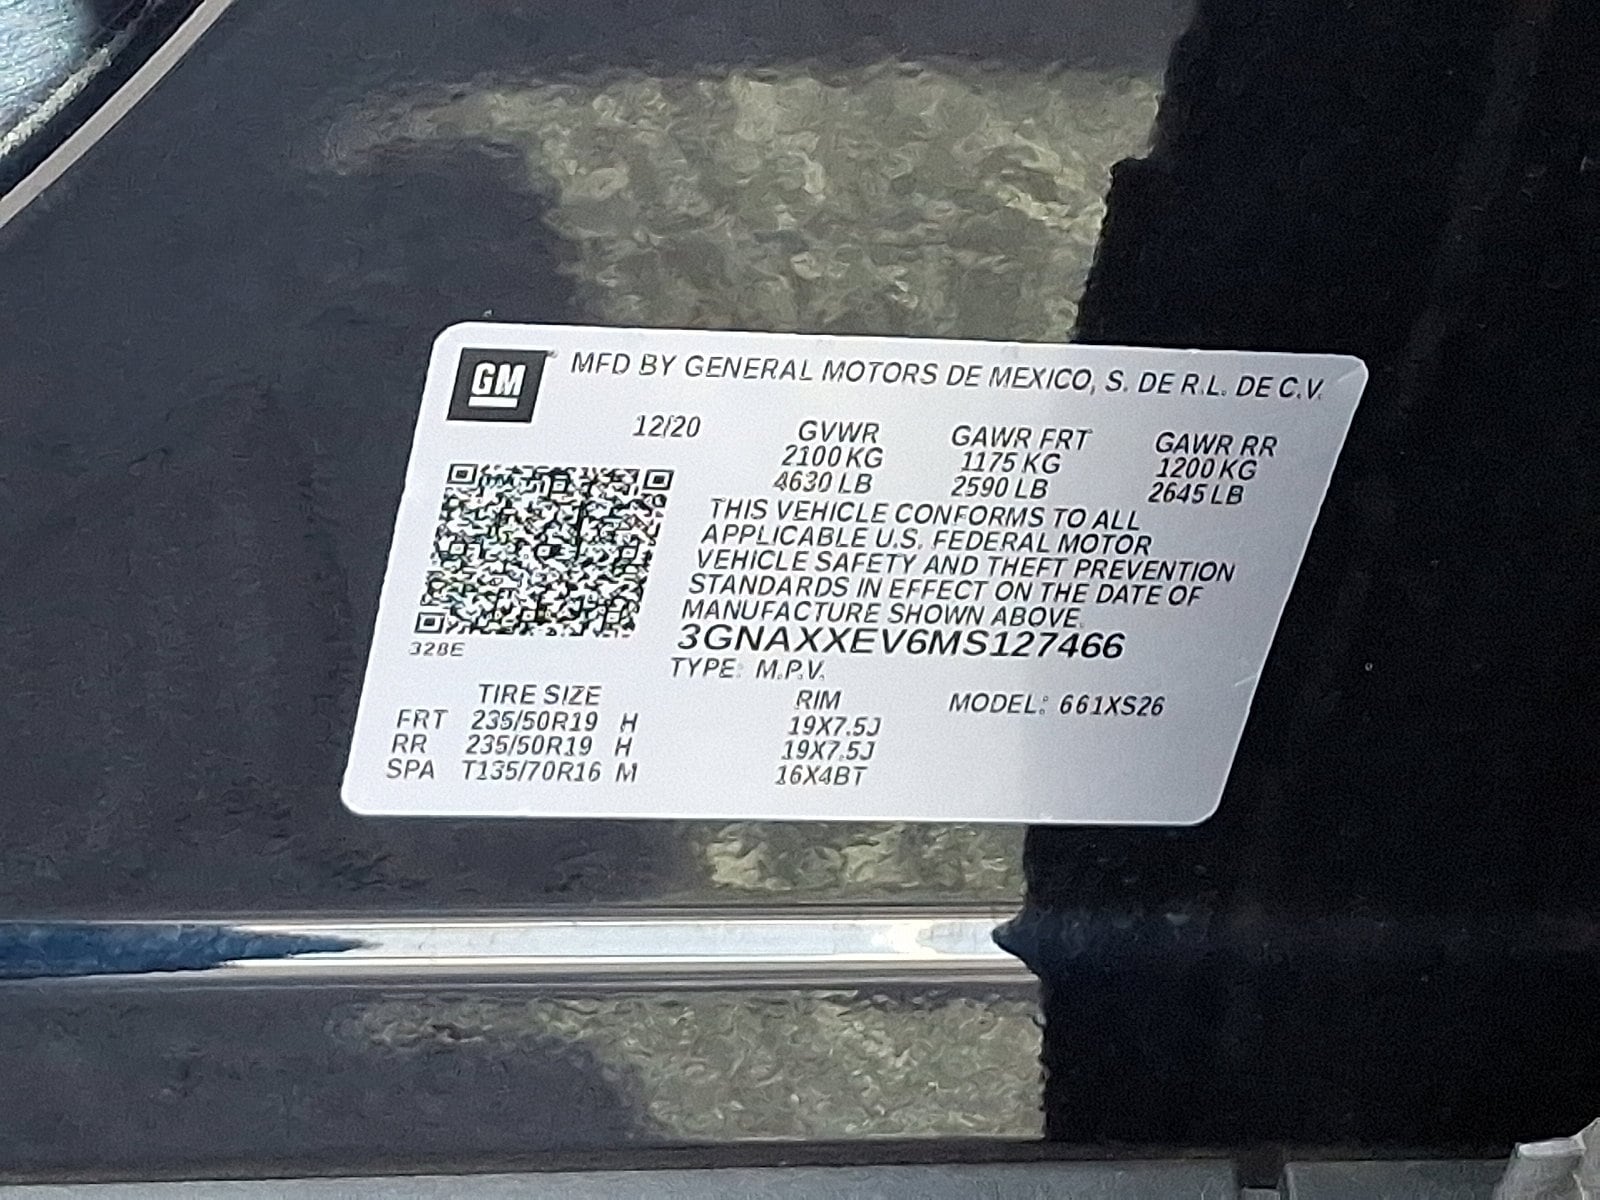 GM MFD BY GENERAL MOTORS DE MEXICO, S. DE R.L. DE C.V.
12/20 GVWR GAWR FRT GAWR RR
2100 KG 1175 KG 1200 KG
4630 LB 2590 LB 2645 LB
THIS VEHICLE CONFORMS TO ALL
APPLICABLE U.S. FEDERAL MOTOR
VEHICLE SAFETY AND THEFT PREVENTION
STANDARDS IN EFFECT ON THE DATE OF
MANUFACTURE SHOWN ABOVE.
3GNAXXEV6MS127466
328E
TYPE: M.P.V.
TIRE SIZE RIM MODEL: 661XS26
FRT 235/50R19 H 19X7.5J
RR 235/50R19 H 19X7.5J
SPA T135/70R16 M 16X4BT